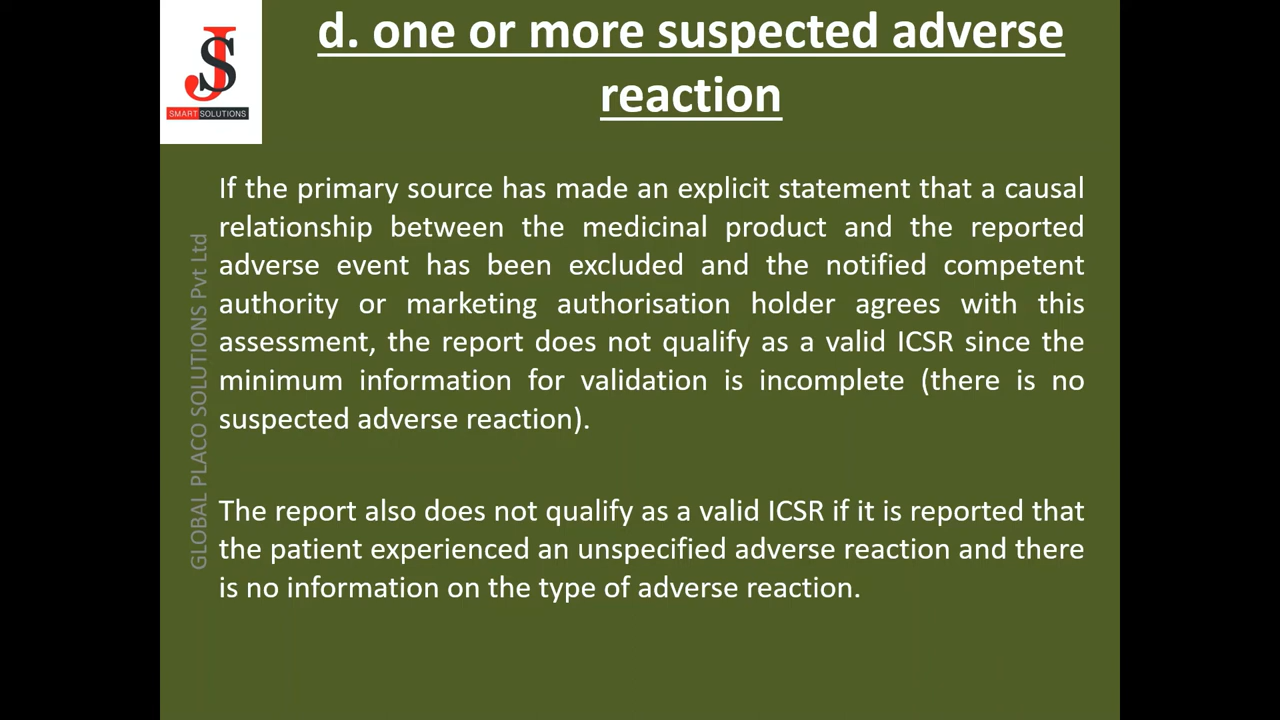 d. one or more suspected adverse
reaction
JS
SMART SOLUTIONS
If the primary source has made an explicit statement that a causal
relationship between the medicinal product and the reported
adverse event has been excluded and the notified competent
authority or marketing authorisation holder agrees with this
assessment, the report does not qualify as a valid ICSR since the
minimum information for validation is incomplete (there is no
suspected adverse reaction).
The report also does not qualify as a valid ICSR if it is reported that
the patient experienced an unspecified adverse reaction and there
is no information on the type of adverse reaction.
GLOBAL PLACO SOLUTIONS Pvt Ltd